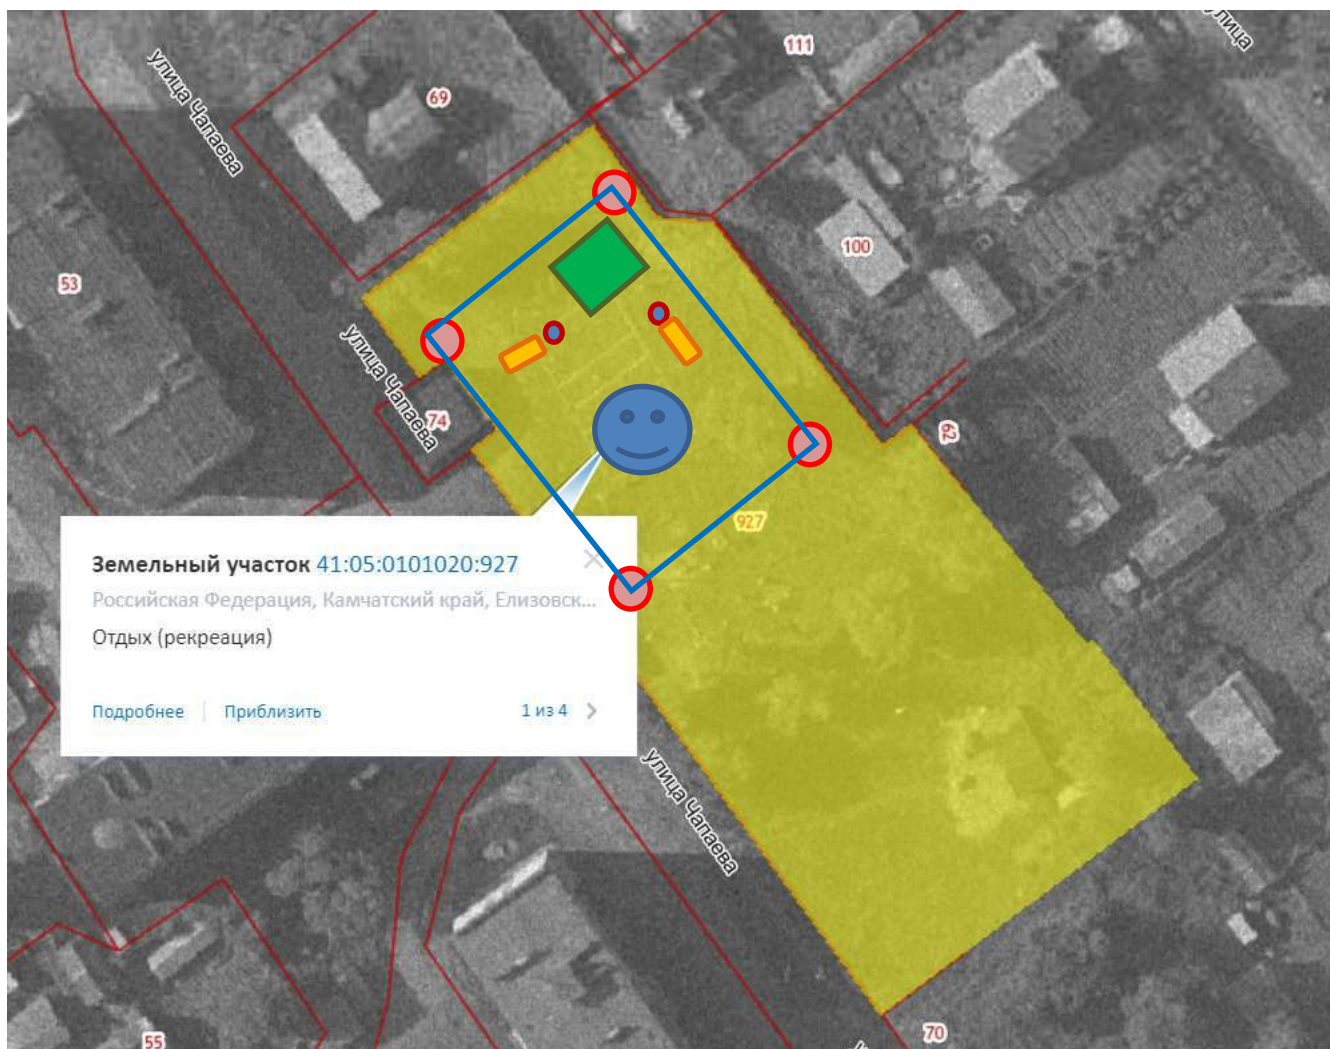 улица
111
улица Чапаева
69
100
53
улица Чапаева
74
62
927
Земельный участок 41:05:0101020:927
Российская Федерация, Камчатский край, Елизовск...
Отдых (рекреация)
Подробнее Приблизить 1 из 4
улица Чапаева
70
55